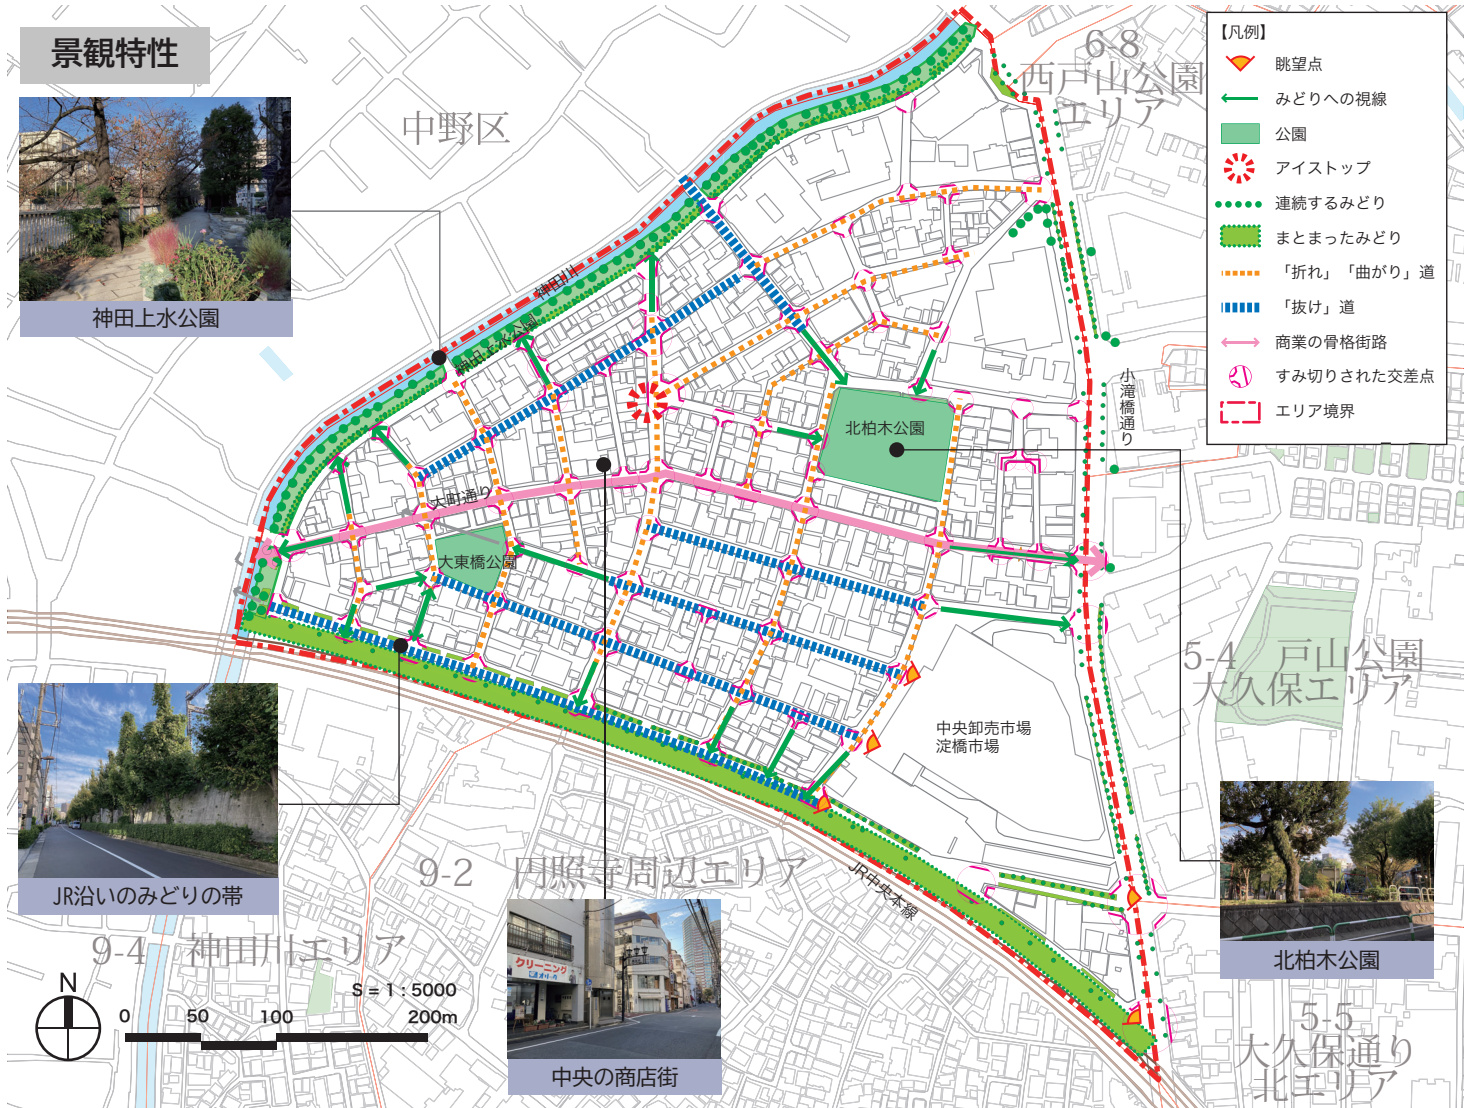 景観特性
中野区
6-8
西戸山公園
エリア
【凡例】
眺望点
みどりへの視線
公園
アイストップ
連続するみどり
まとまったみどり
「折れ」「曲がり」道
「抜け」道
商業の骨格街路
すみ切りされた交差点
エリア境界
神田上水公園
神田川
神田上水公園
小滝橋通り
北柏木公園
大町通り
大東橋公園
5-4 戸山公園
大久保エリア
中央卸売市場
淀橋市場
JR沿いのみどりの帯
9-2 円照寺周辺エリア
JR中央本線
9-4 神田川エリア
クリーニング
北柏木公園
N
S = 1 : 5000
0 50 100 200m
中央の商店街
5-5
大久保通り
北エリア